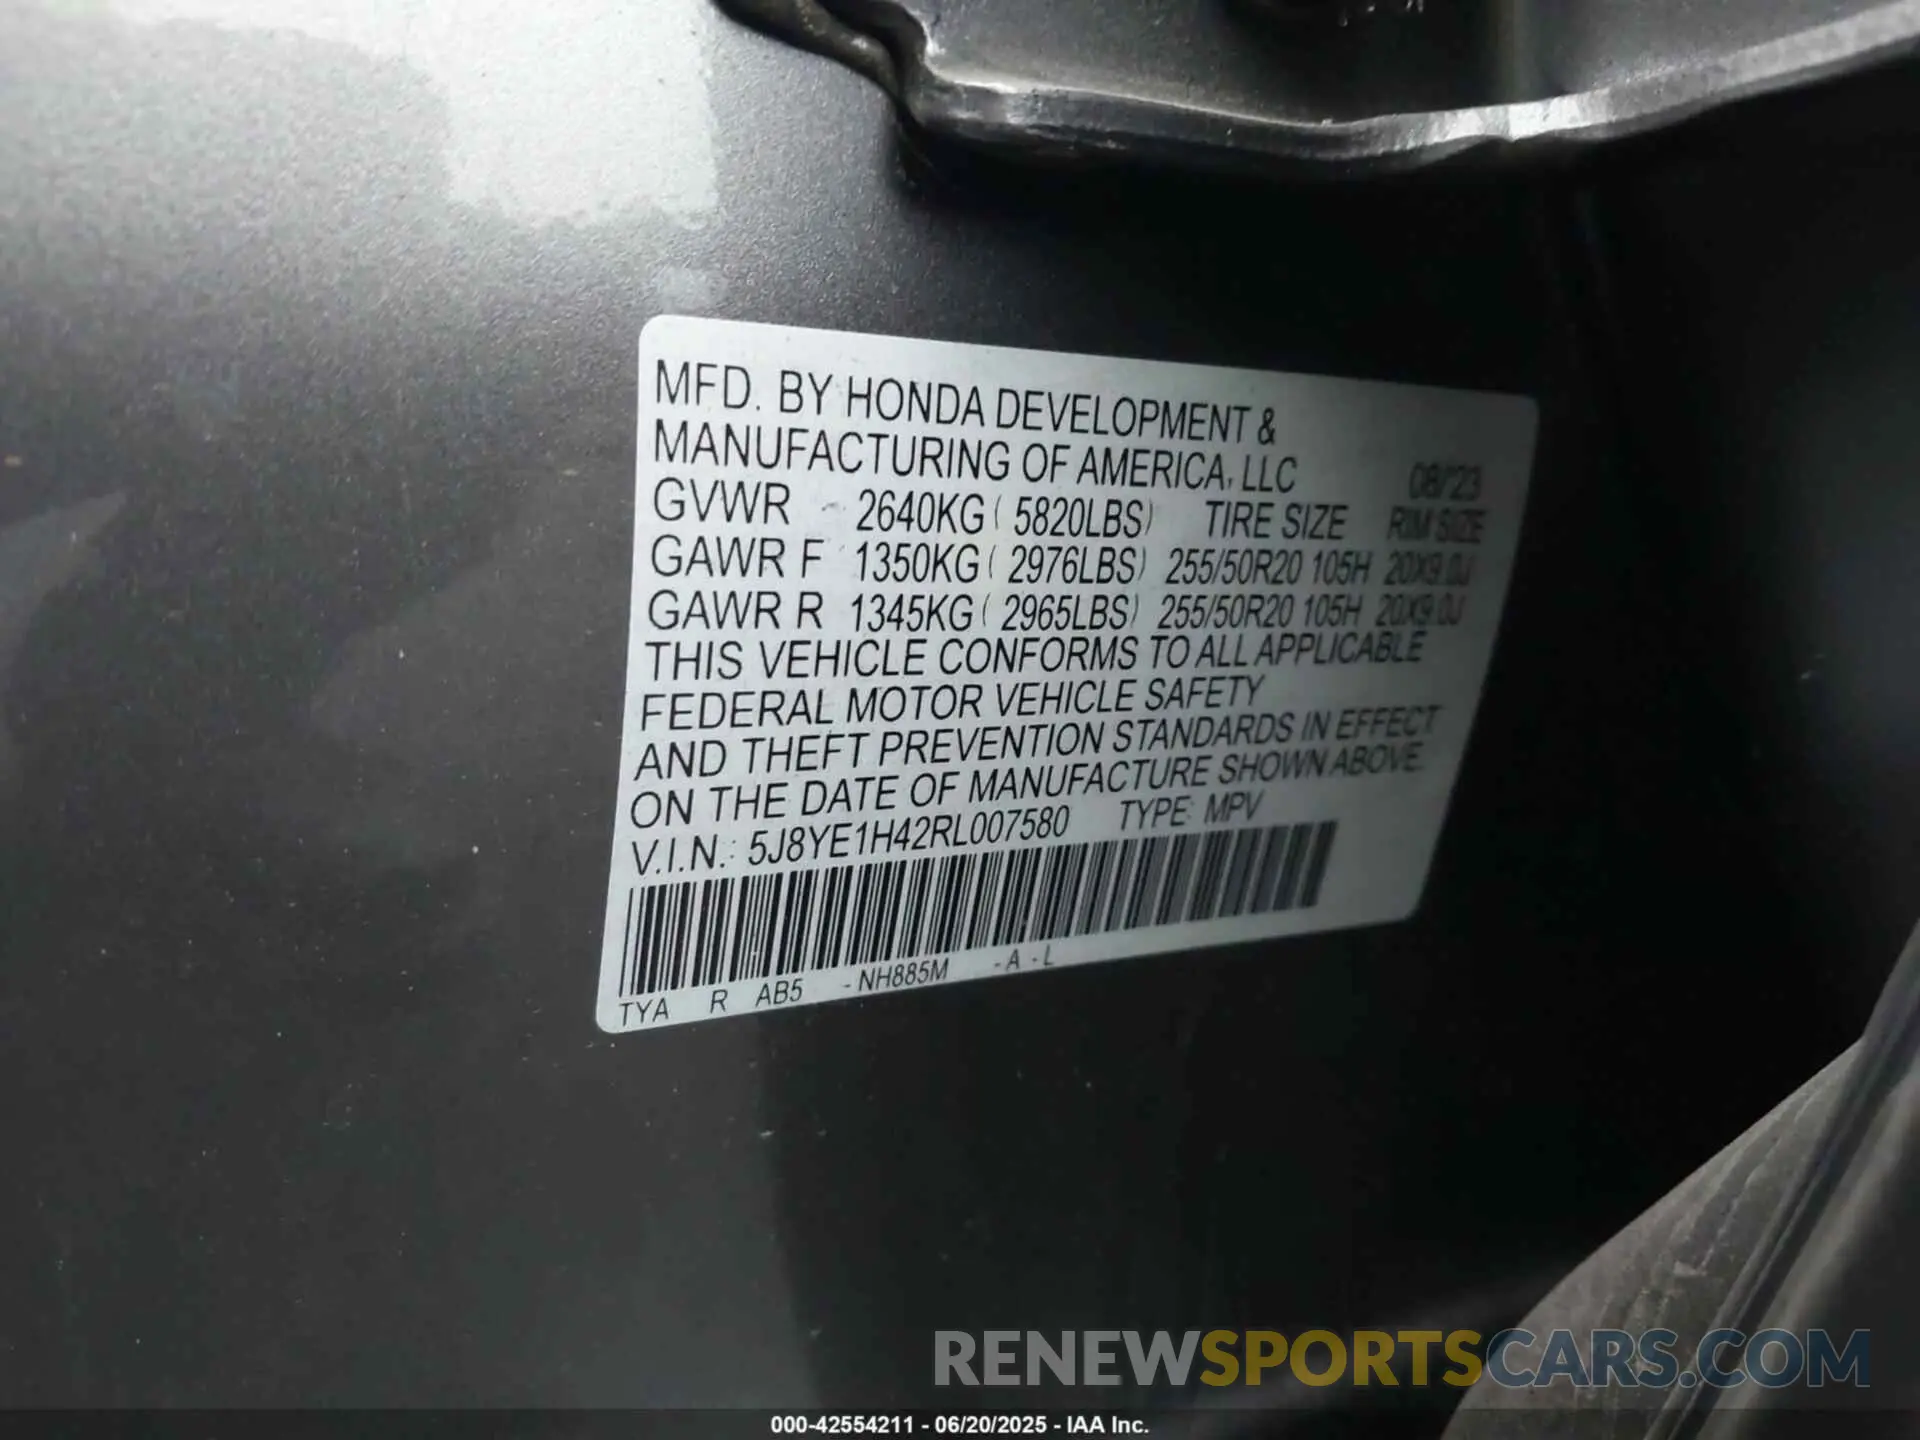 MFD. BY HONDA DEVELOPMENT &
MANUFACTURING OF AMERICA, LLC 08/23
GVWR 2640KG ( 5820LBS) TIRE SIZE RIM SIZE
GAWR F 1350KG ( 2976LBS) 255/50R20 105H 20X9.0J
GAWR R 1345KG ( 2965LBS) 255/50R20 105H 20X9.0J
THIS VEHICLE CONFORMS TO ALL APPLICABLE
FEDERAL MOTOR VEHICLE SAFETY
AND THEFT PREVENTION STANDARDS IN EFFECT
ON THE DATE OF MANUFACTURE SHOWN ABOVE.
V.I.N.: 5J8YE1H42RL007580 TYPE: MPV
TYA R AB5 -NH885M -A-L
RENEWSPORTSCARS.COM
000-42554211 - 06/20/2025 - IAA Inc.